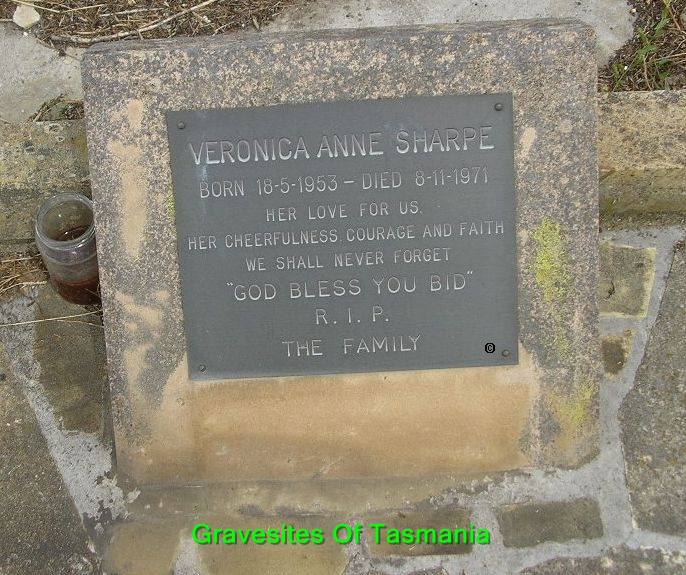 VERONICA ANNE SHARPE
BORN 18-5-1953 - DIED 8-11-1971
HER LOVE FOR US,
HER CHEERFULNESS, COURAGE AND FAITH
WE SHALL NEVER FORGET
"GOD BLESS YOU BID"
R. I. P.
THE FAMILY
©
Gravesites Of Tasmania